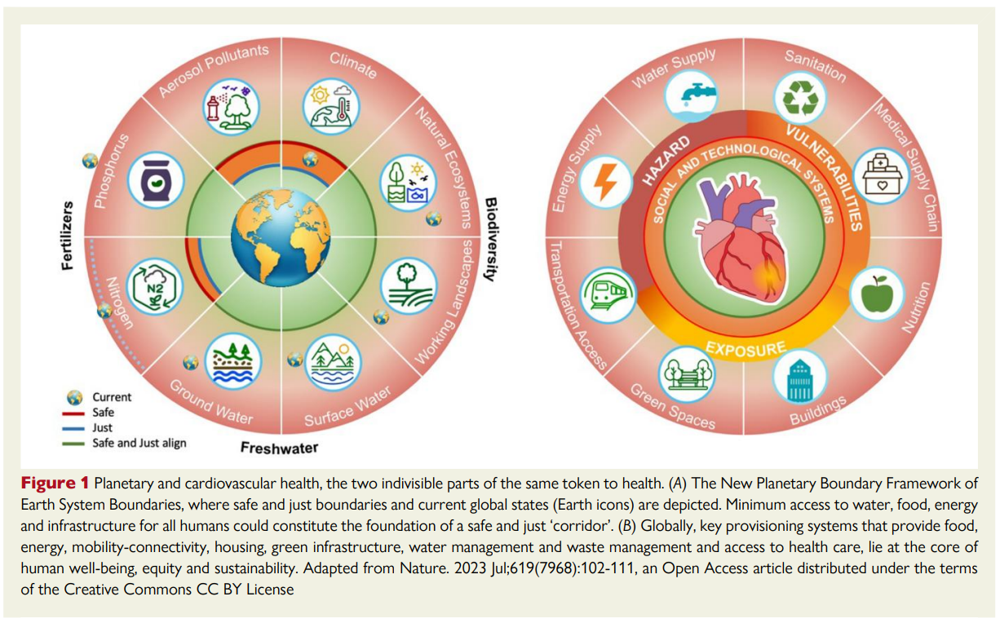 Aerosol Pollutants
Climate
Natural Ecosystems
Working Landscapes
Surface Water
Ground Water
Nitrogen
Phosphorus
N2
Fertilizers
Biodiversity
Freshwater
Current
Safe
Just
Safe and Just align
Water Supply
Sanitation
Medical Supply Chain
Nutrition
Buildings
Green Spaces
Transportation Access
Energy Supply
HAZARD
VULNERABILITIES
EXPOSURE
SOCIAL AND TECHNOLOGICAL SYSTEMS
Figure 1 Planetary and cardiovascular health, the two indivisible parts of the same token to health. (A) The New Planetary Boundary Framework of
Earth System Boundaries, where safe and just boundaries and current global states (Earth icons) are depicted. Minimum access to water, food, energy
and infrastructure for all humans could constitute the foundation of a safe and just ‘corridor’. (B) Globally, key provisioning systems that provide food,
energy, mobility-connectivity, housing, green infrastructure, water management and waste management and access to health care, lie at the core of
human well-being, equity and sustainability. Adapted from Nature. 2023 Jul;619(7968):102-111, an Open Access article distributed under the terms
of the Creative Commons CC BY License